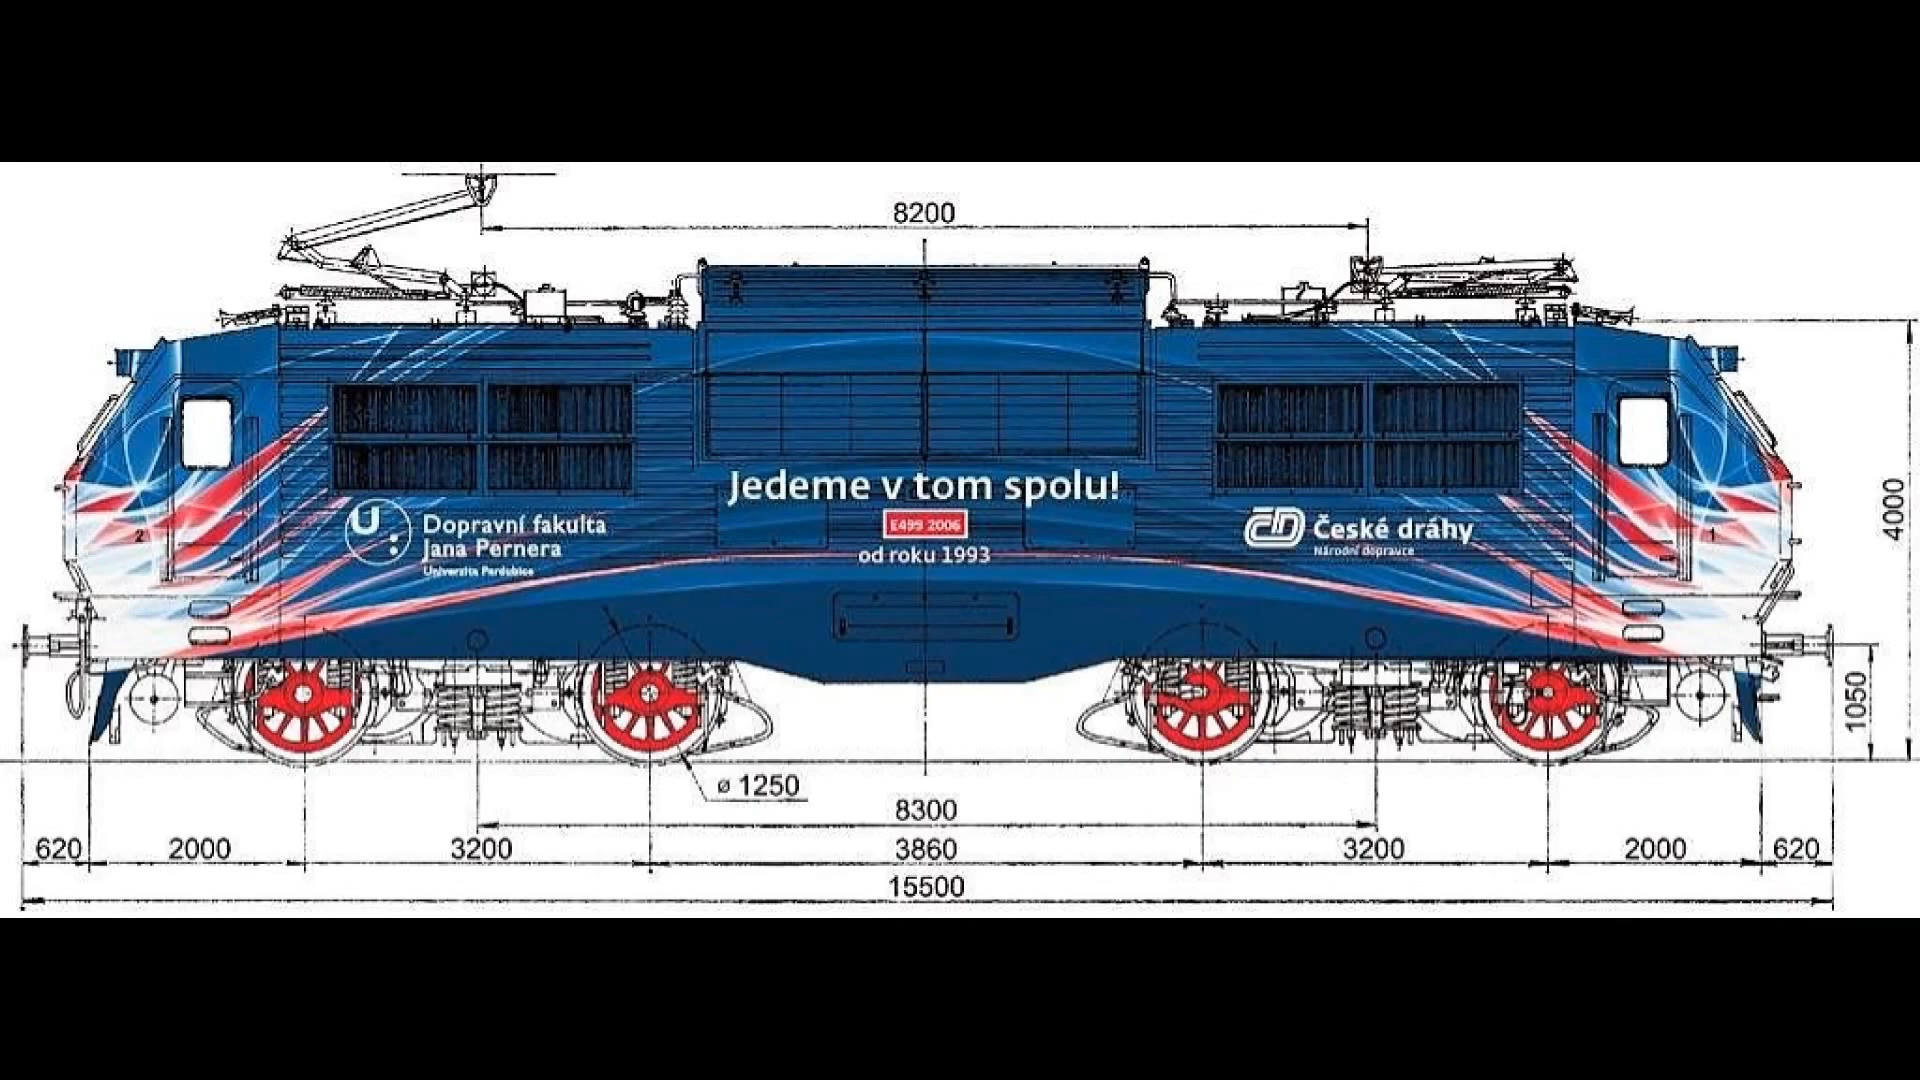 8200
Jedeme v tom spolu!
E499 2006
od roku 1993
U
Dopravní fakulta
Jana Pernera
Univerzita Pardubice
ČD České dráhy
Národní dopravce
2
1
4000
1050
ø 1250
8300
620 2000 3200 3860 3200 2000 620
15500